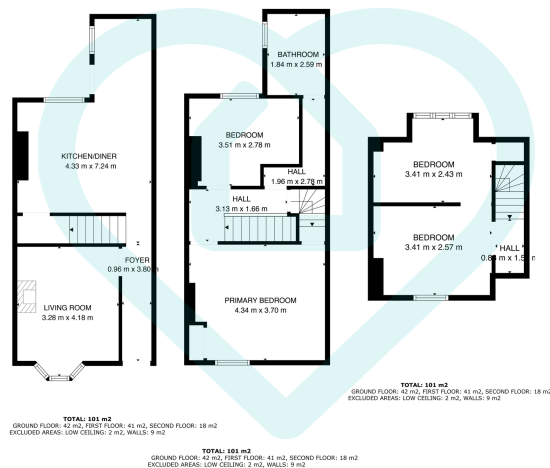 BATHROOM
1.84 m x 2.59 m
BEDROOM
3.51 m x 2.78 m
HALL
1.96 m x 2.78 m
HALL
3.13 m x 1.66 m
PRIMARY BEDROOM
4.34 m x 3.70 m
KITCHEN/DINER
4.33 m x 7.24 m
FOYER
0.96 m x 3.80
LIVING ROOM
3.28 m x 4.18 m
BEDROOM
3.41 m x 2.43 m
BEDROOM
3.41 m x 2.57 m
HALL
TOTAL: 101 m2
GROUND FLOOR: 42 m2, FIRST FLOOR: 41 m2, SECOND FLOOR: 18 m2
EXCLUDED AREAS: LOW CEILING: 2 m2, WALLS: 9 m2
TOTAL: 101 m2
GROUND FLOOR: 42 m2, FIRST FLOOR: 41 m2, SECOND FLOOR: 18 m2
EXCLUDED AREAS: LOW CEILING: 2 m2, WALLS: 9 m2
TOTAL: 101 m2
GROUND FLOOR: 42 m2, FIRST FLOOR: 41 m2, SECOND FLOOR: 18 m2
EXCLUDED AREAS: LOW CEILING: 2 m2, WALLS: 9 m2